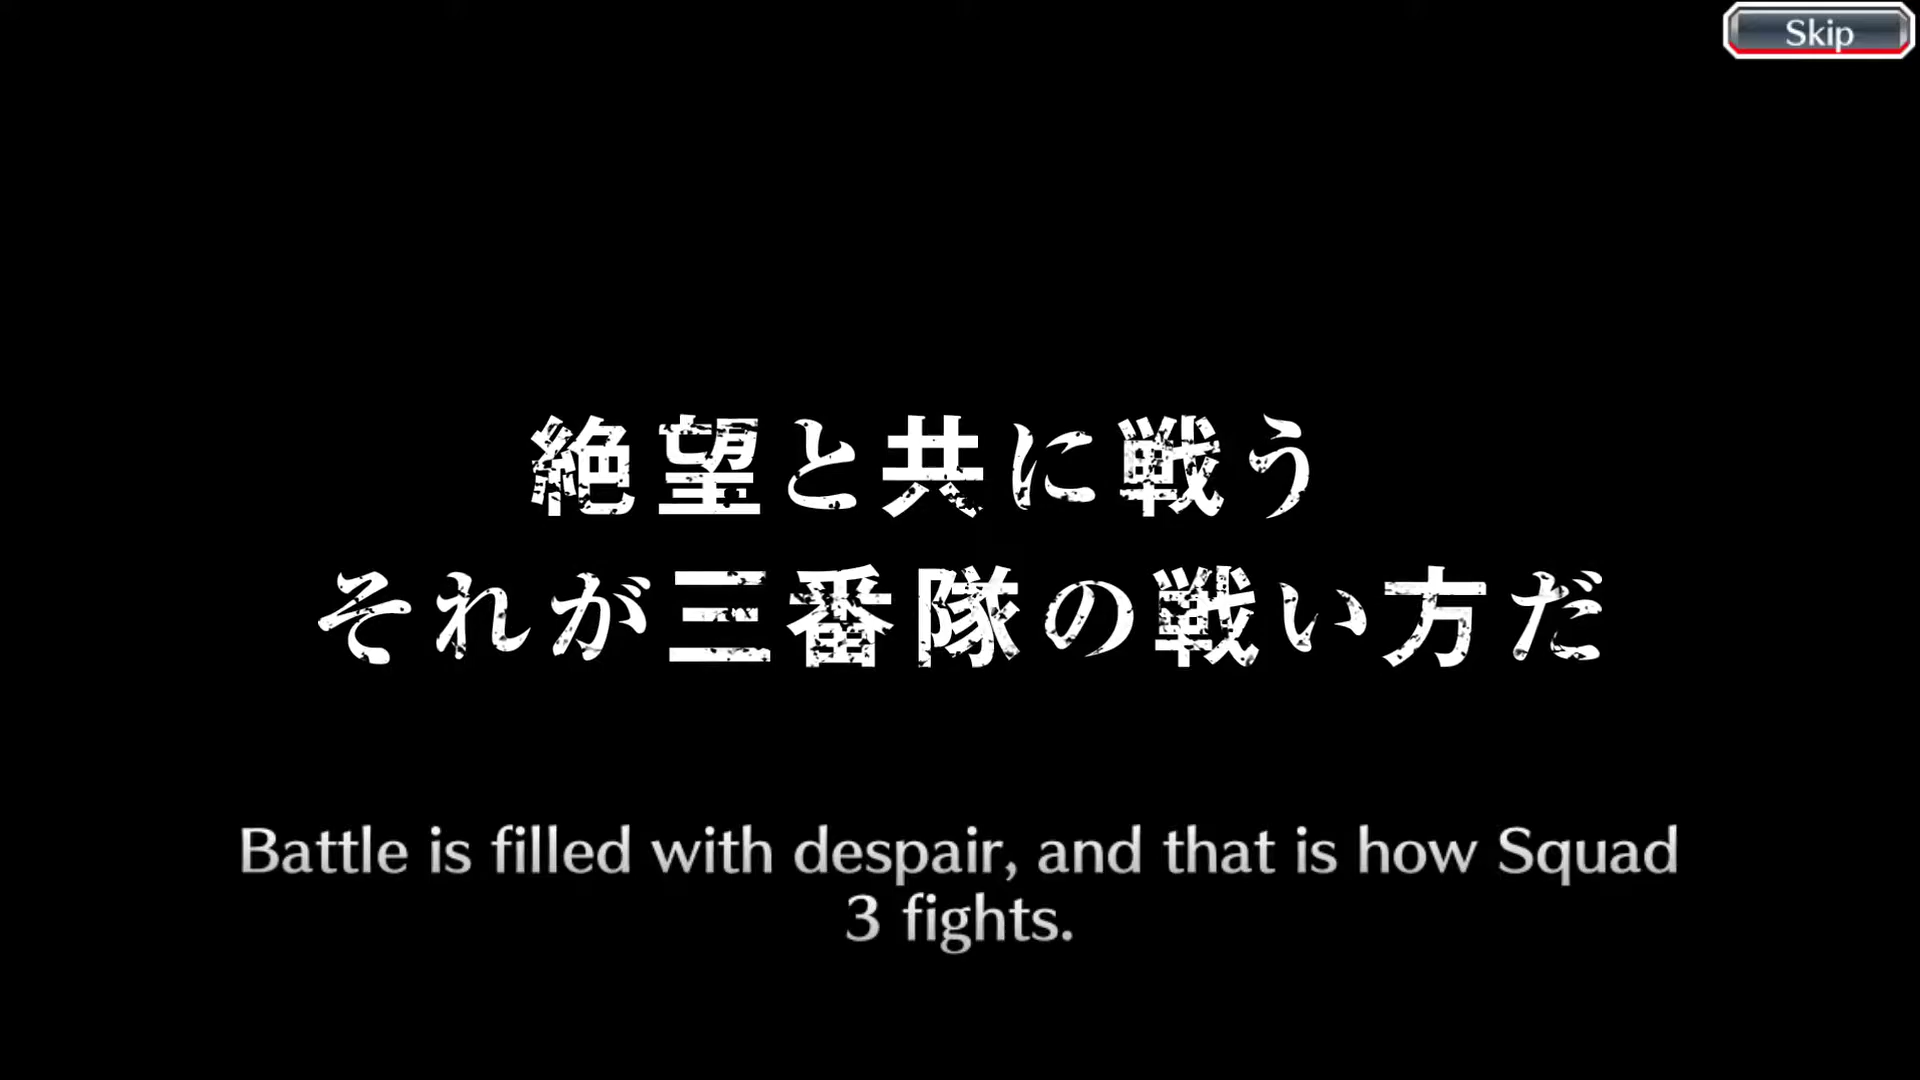 Skip
絶望と共に戦う
それが三番隊の戦い方だ
Battle is filled with despair, and that is how Squad
3 fights.